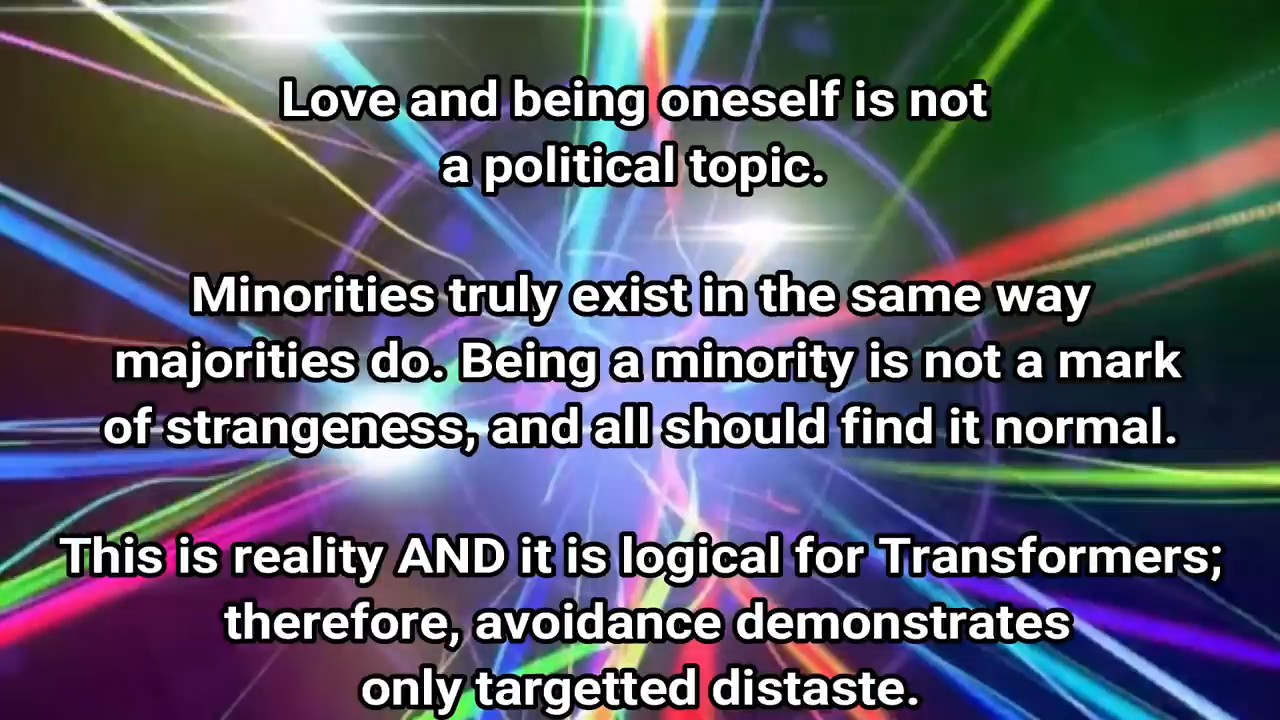 Love and being oneself is not
a political topic.
Minorities truly exist in the same way
majorities do. Being a minority is not a mark
of strangeness, and all should find it normal.
This is reality AND it is logical for Transformers;
therefore, avoidance demonstrates
only targetted distaste.